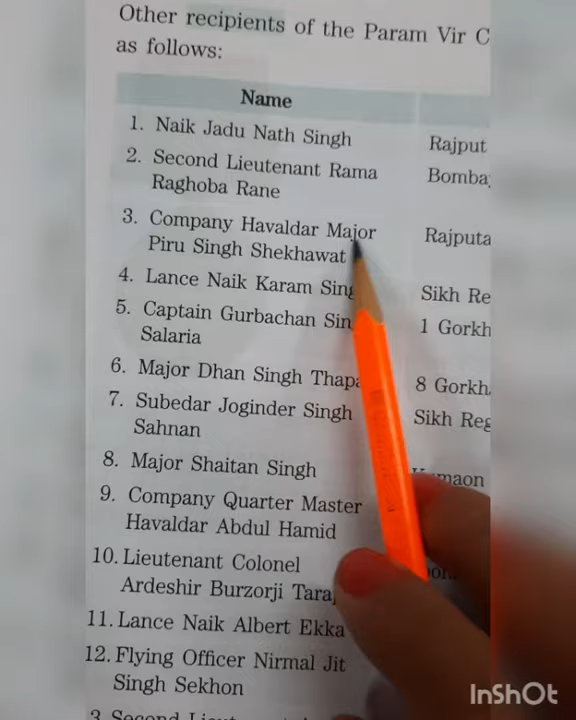 Other recipients of the Param Vir C
as follows:
Name
1. Naik Jadu Nath Singh Rajput
2. Second Lieutenant Rama Bombay
Raghoba Rane
3. Company Havaldar Major Rajputa
Piru Singh Shekhawat
4. Lance Naik Karam Sing Sikh Re
5. Captain Gurbachan Sin 1 Gorkh
Salaria
6. Major Dhan Singh Thapa 8 Gorkh
7. Subedar Joginder Singh Sikh Reg
Sahnan
8. Major Shaitan Singh Kumaon
9. Company Quarter Master
Havaldar Abdul Hamid
10. Lieutenant Colonel
Ardeshir Burzorji Tara
11. Lance Naik Albert Ekka
12. Flying Officer Nirmal Jit
Singh Sekhon
InShOt